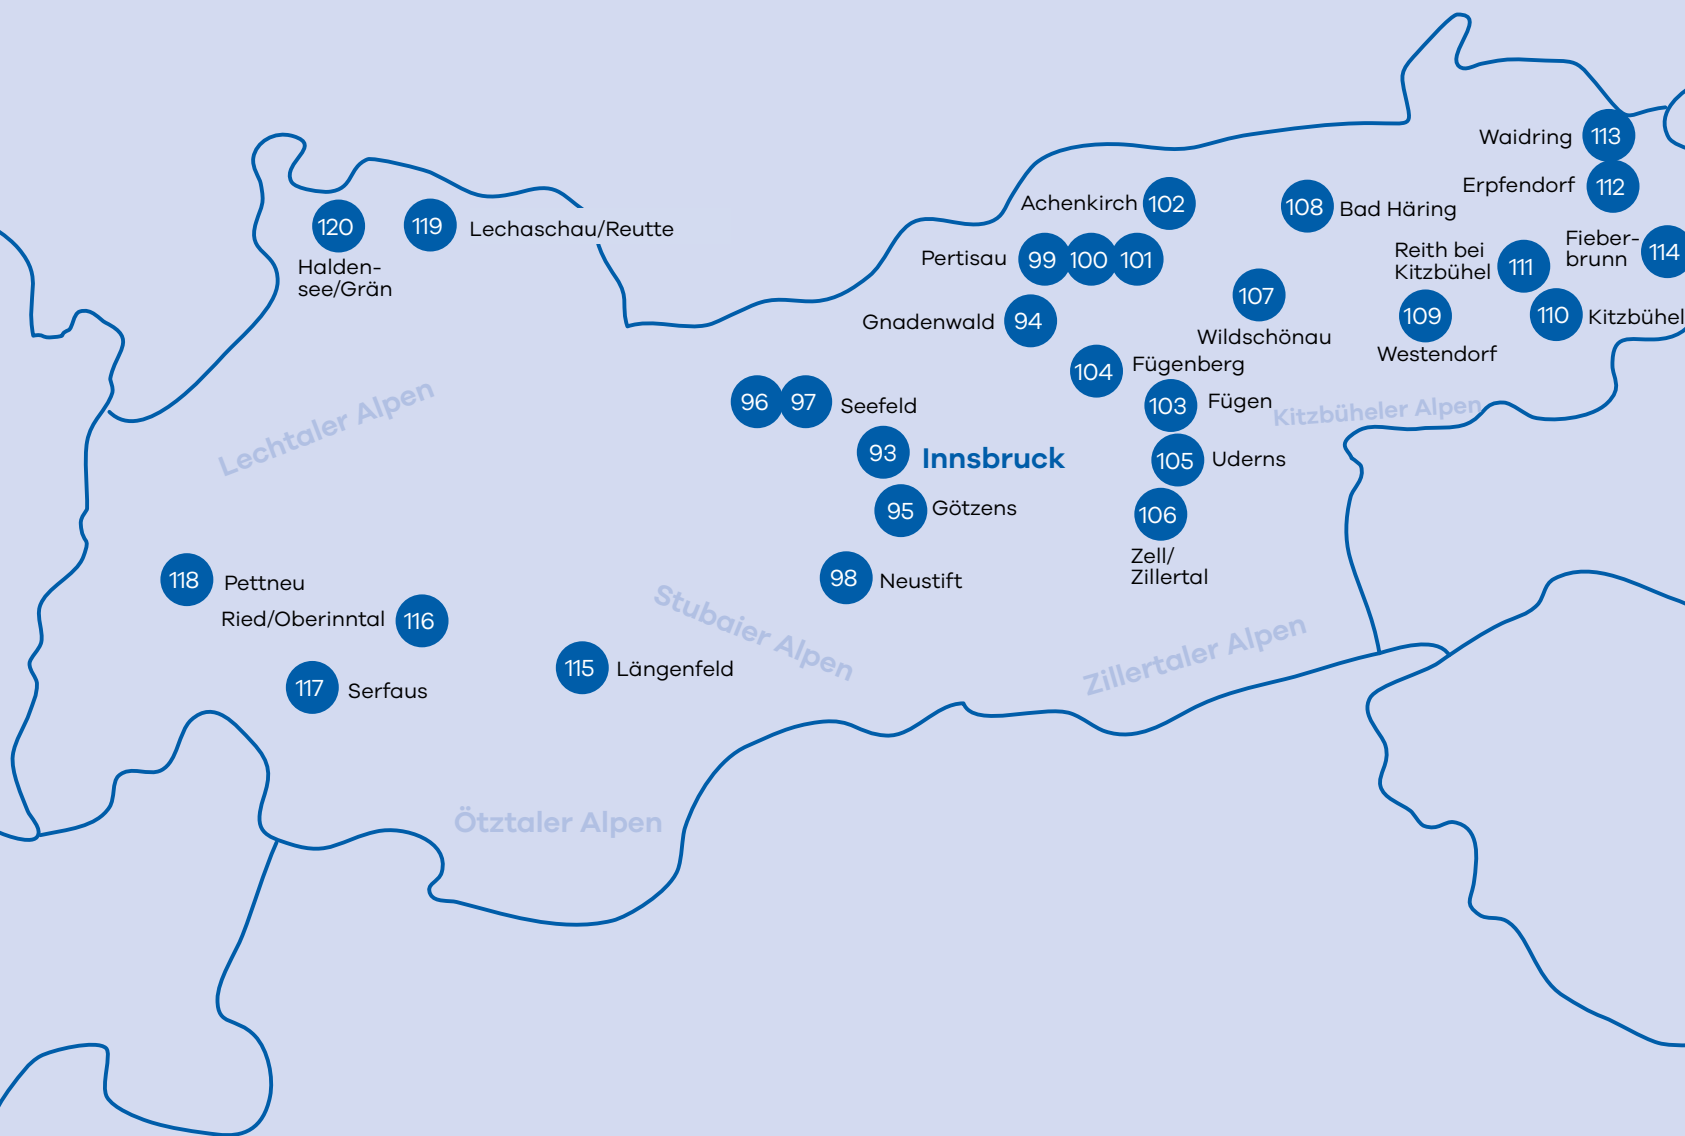 Waidring
113
Erpfendorf
112
Achenkirch
102
108
Bad Häring
120
119
Lechaschau/Reutte
Halden-
see/Grän
Pertisau
99
100
101
Reith bei
Kitzbühel
111
Fieber-
brunn
114
107
Wildschönau
109
Westendorf
110
Kitzbühel
Gnadenwald
94
104
Fügenberg
103
Fügen
Kitzbüheler Alpen
Lechtaler Alpen
96
97
Seefeld
93
Innsbruck
105
Uderns
95
Götzens
106
Zell/
Zillertal
118
Pettneu
98
Neustift
Ried/Oberinntal
116
Stubaier Alpen
Zillertaler Alpen
117
Serfaus
115
Längenfeld
Ötztaler Alpen